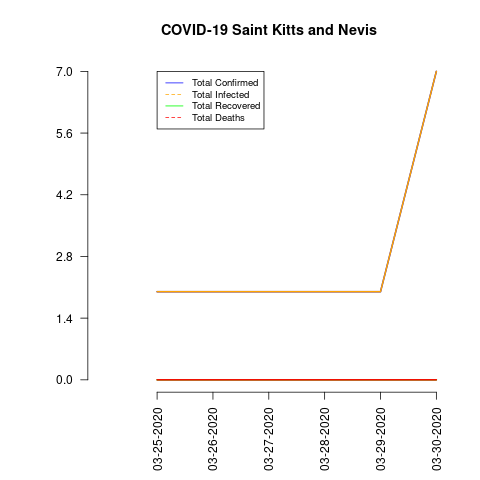 COVID-19 Saint Kitts and Nevis
7.0
5.6
4.2
2.8
1.4
0.0
Total Confirmed
Total Infected
Total Recovered
Total Deaths
03-25-2020
03-26-2020
03-27-2020
03-28-2020
03-29-2020
03-30-2020